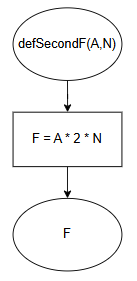 defSecondF(A,N)
F = A * 2 * N
F